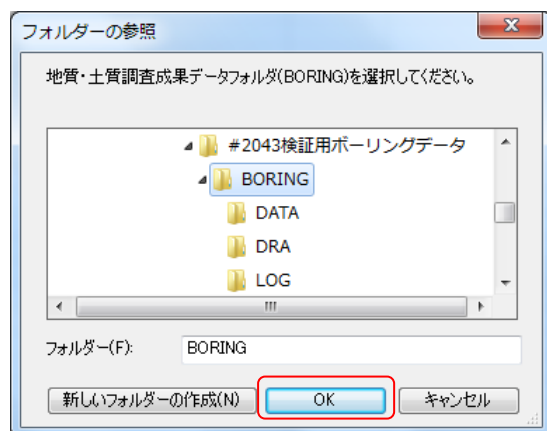 フォルダーの参照
地質・土質調査成果データフォルダ(BORING)を選択してください。
#2043検証用ボーリングデータ
BORING
DATA
DRA
LOG
フォルダー(F): BORING
新しいフォルダーの作成(N) OK キャンセル